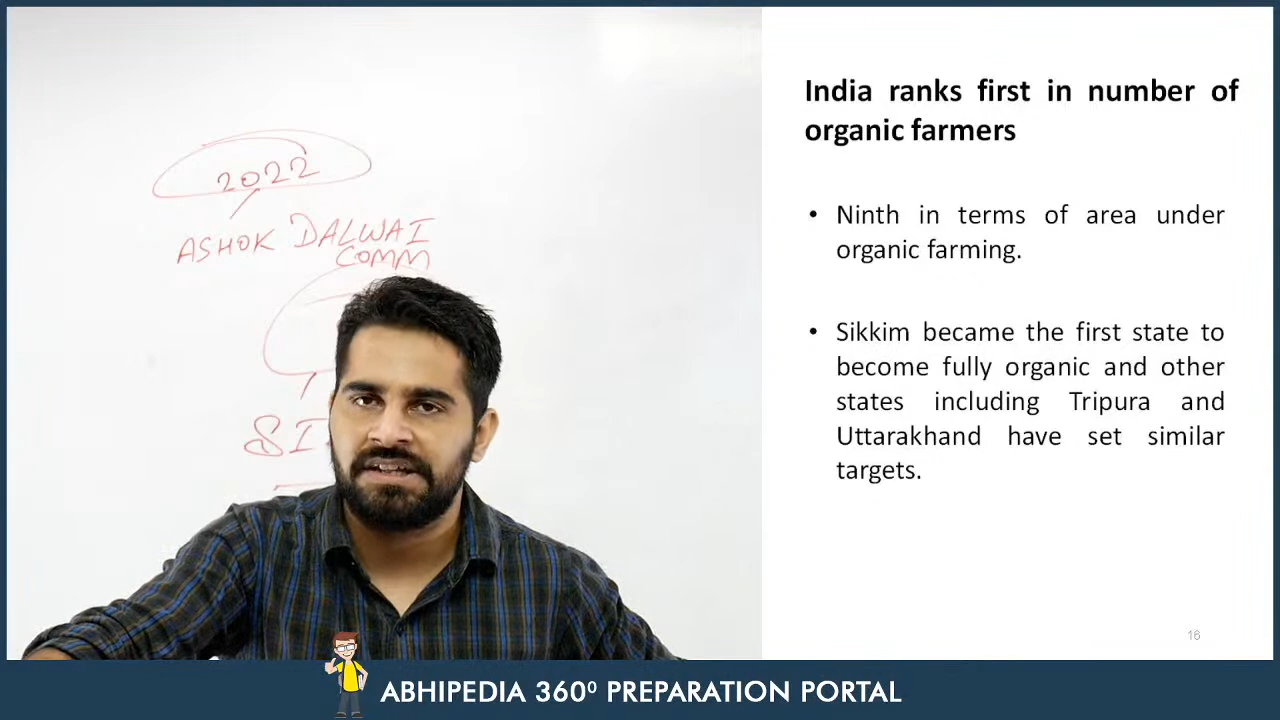 2022
ASHOK DALWAI
COMM
India ranks first in number of
organic farmers
• Ninth in terms of area under
organic farming.
• Sikkim became the first state to
become fully organic and other
states including Tripura and
Uttarakhand have set similar
targets.
16
ABHIPEDIA 360⁰ PREPARATION PORTAL